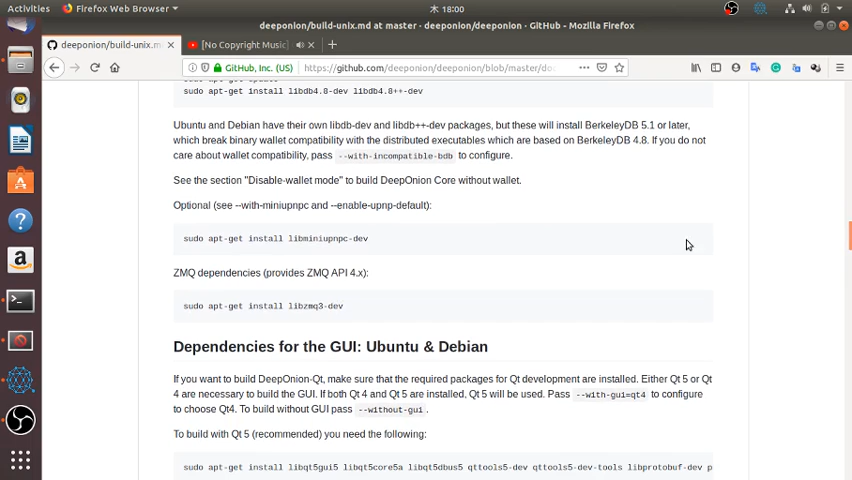 Activities
Firefox Web Browser
木 18:00
deeponion/build-unix.md at master · deeponion/deeponion · GitHub - Mozilla Firefox
deeponion/build-unix.m
[No Copyright Music]
GitHub, Inc. (US)
https://github.com/deeponion/deeponion/blob/master/do
sudo apt-get update
sudo apt-get install libdb4.8-dev libdb4.8++-dev
Ubuntu and Debian have their own libdb-dev and libdb++-dev packages, but these will install BerkeleyDB 5.1 or later,
which break binary wallet compatibility with the distributed executables which are based on BerkeleyDB 4.8. If you do not
care about wallet compatibility, pass --with-incompatible-bdb to configure.
See the section "Disable-wallet mode" to build DeepOnion Core without wallet.
Optional (see --with-miniupnpc and --enable-upnp-default):
sudo apt-get install libminiupnpc-dev
ZMQ dependencies (provides ZMQ API 4.x):
sudo apt-get install libzmq3-dev
Dependencies for the GUI: Ubuntu & Debian
If you want to build DeepOnion-Qt, make sure that the required packages for Qt development are installed. Either Qt 5 or Qt
4 are necessary to build the GUI. If both Qt 4 and Qt 5 are installed, Qt 5 will be used. Pass --with-gui=qt4 to configure
to choose Qt4. To build without GUI pass --without-gui .
To build with Qt 5 (recommended) you need the following:
sudo apt-get install libqt5gui5 libqt5core5a libqt5dbus5 qttools5-dev qttools5-dev-tools libprotobuf-dev p